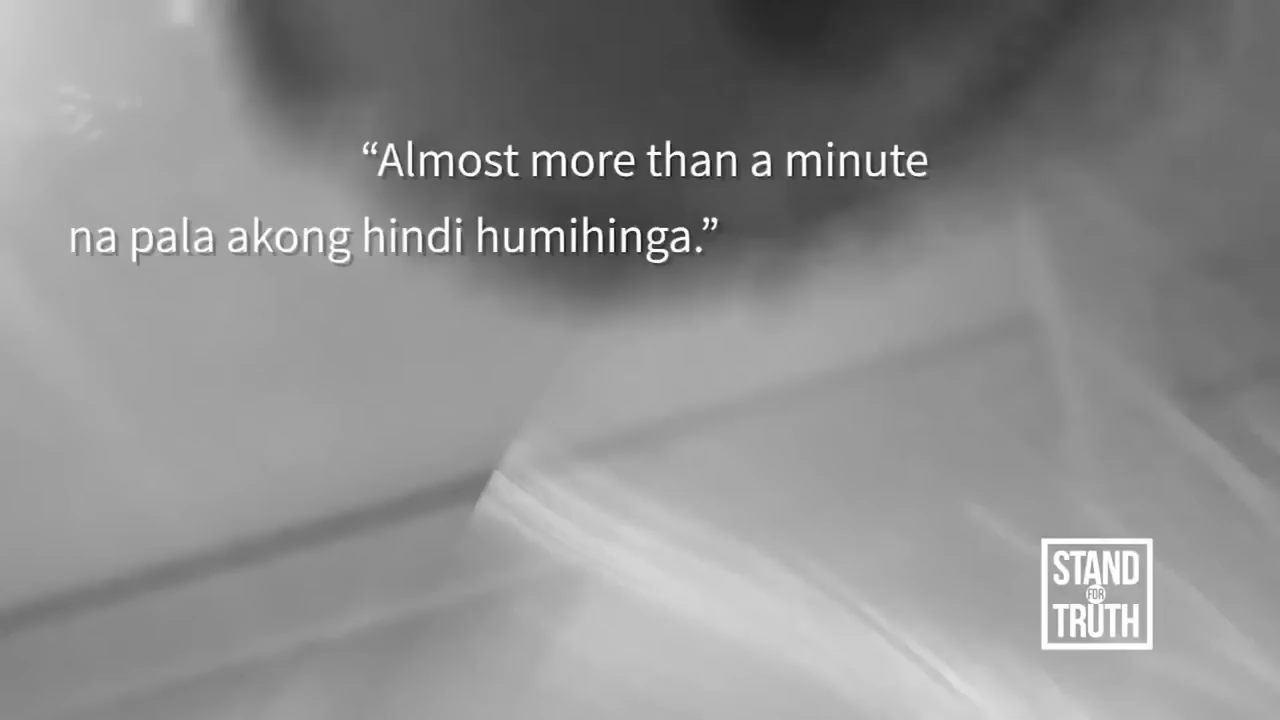 “Almost more than a minute
na pala akong hindi humihinga.”
STAND
FOR
TRUTH